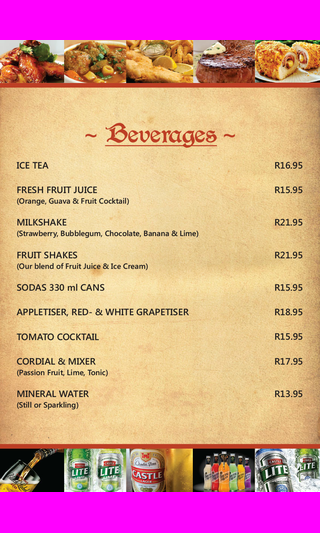 ~ Beverages ~
ICE TEA R16.95
FRESH FRUIT JUICE R15.95
(Orange, Guava & Fruit Cocktail)
MILKSHAKE R21.95
(Strawberry, Bubblegum, Chocolate, Banana & Lime)
FRUIT SHAKES R21.95
(Our blend of Fruit Juice & Ice Cream)
SODAS 330 ml CANS R15.95
APPLETISER, RED- & WHITE GRAPETISER R18.95
TOMATO COCKTAIL R15.95
CORDIAL & MIXER R17.95
(Passion Fruit, Lime, Tonic)
MINERAL WATER R13.95
(Still or Sparkling)
LITE LITE CASTLE LITE LITE